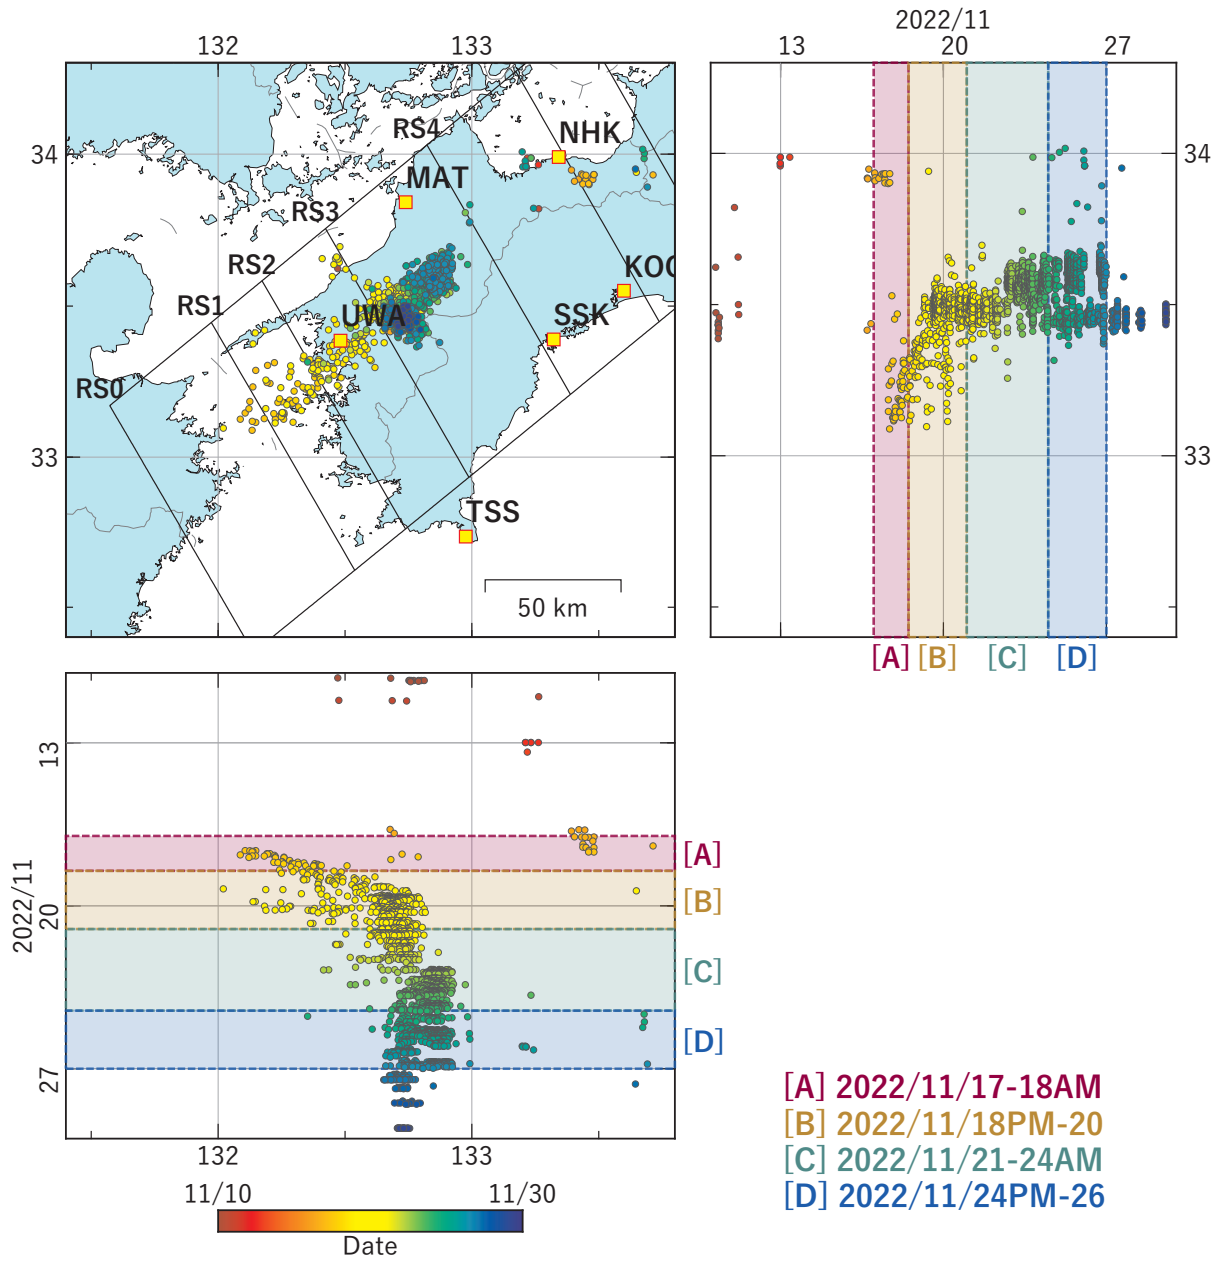 2022/11
132 133
13 20 27
34
33
RS4
NHK
MAT
RS3
RS2
KOC
RS1
UWA
SSK
RS0
TSS
50 km
34
33
[A] [B] [C] [D]
13
20
27
2022/11
[A]
[B]
[C]
[D]
132 133
11/10 11/30
Date
[A] 2022/11/17-18AM
[B] 2022/11/18PM-20
[C] 2022/11/21-24AM
[D] 2022/11/24PM-26